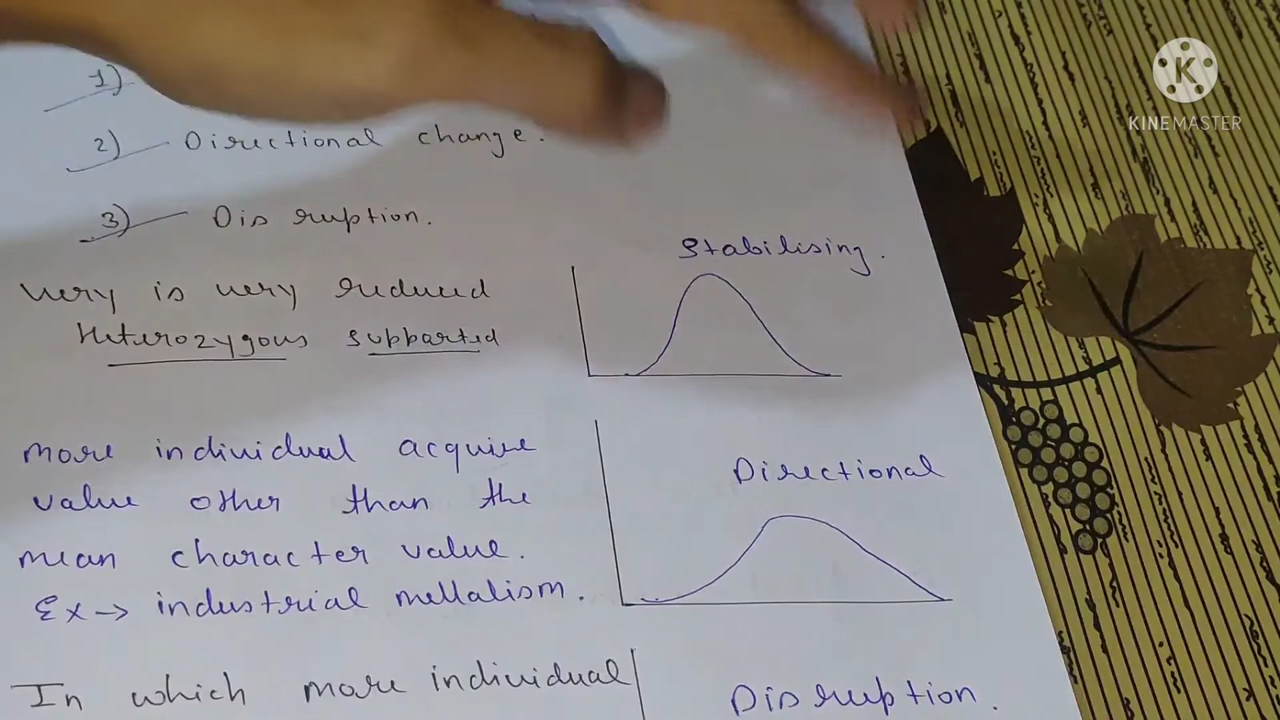 1)
2) Directional change.
3) Disruption.
Very is very reduced
Heterozygous supported
Stabilising.
more individual acquire
value other than the
mean character value.
Ex → industrial mellalism.
Directional
In which more individual
Disruption.
K
KINEMASTER